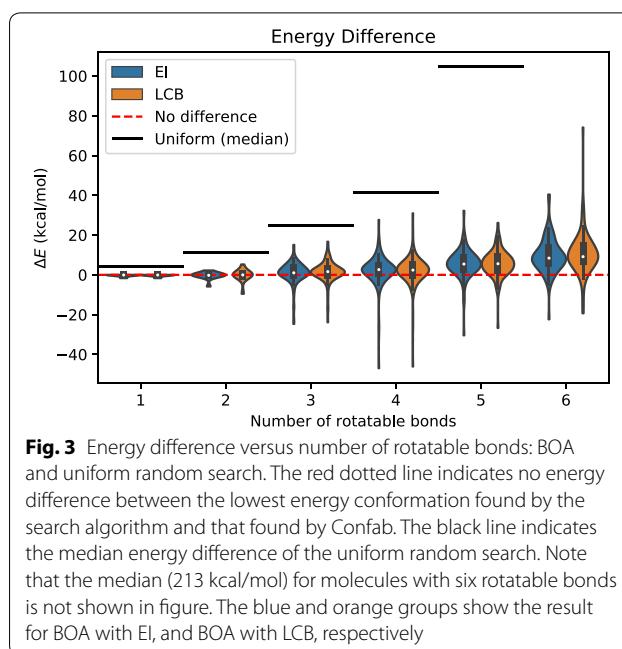 Energy Difference
EI
LCB
No difference
Uniform (median)
100
80
60
40
20
0
−20
−40
ΔE (kcal/mol)
1 2 3 4 5 6
Number of rotatable bonds
Fig. 3 Energy difference versus number of rotatable bonds: BOA
and uniform random search. The red dotted line indicates no energy
difference between the lowest energy conformation found by the
search algorithm and that found by Confab. The black line indicates
the median energy difference of the uniform random search. Note
that the median (213 kcal/mol) for molecules with six rotatable bonds
is not shown in figure. The blue and orange groups show the result
for BOA with EI, and BOA with LCB, respectively